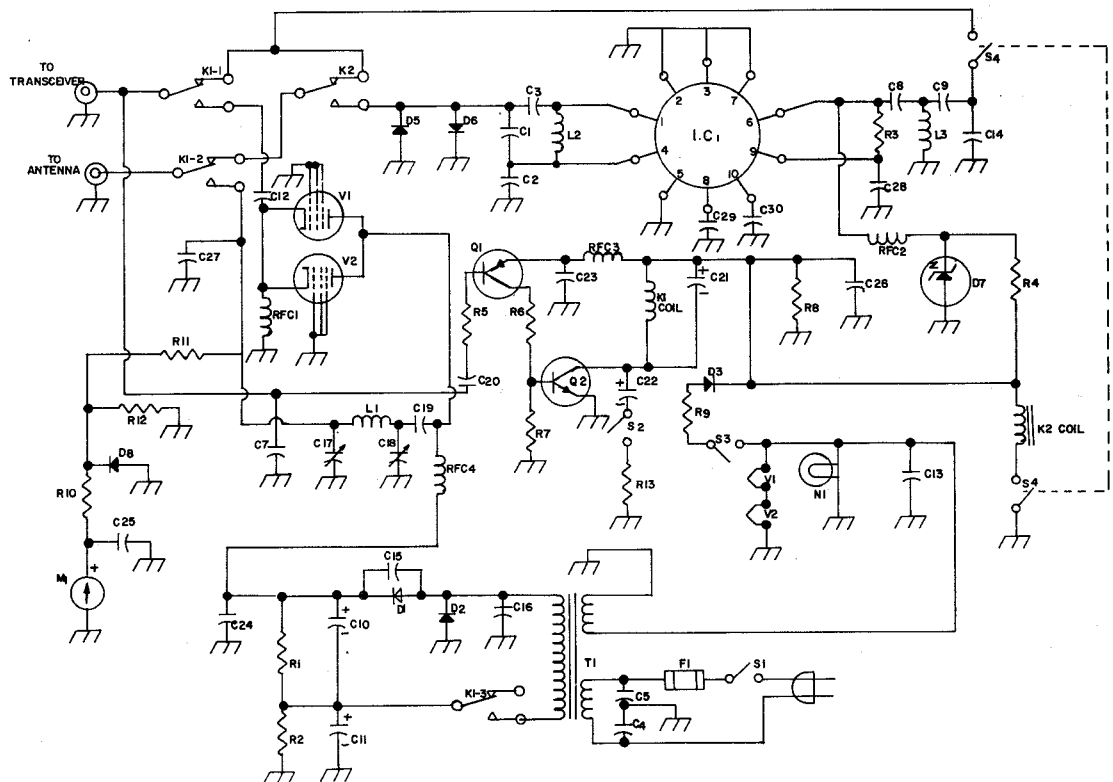 TO
TRANSCEIVER
K1-1
K2
S4
TO
ANTENNA
K1-2
D5
D6
C1
C3
L2
C2
I.C1
1
2
3
4
5
6
7
8
9
10
C8
C9
R3
L3
C14
C28
C29
C30
C12
V1
V2
C27
RFC1
Q1
RFC3
C23
K1
COIL
C21
R8
C26
RFC2
N
D7
R4
R5
R6
C20
Q2
C22
S2
R7
R13
R11
R12
D8
R10
C25
M1
C7
L1
C17
C18
C19
RFC4
D3
R9
S3
V1
V2
N1
C13
K2 COIL
S4
C24
C15
D1
D2
C16
C10
R1
K1-3
R2
C11
T1
F1
S1
C5
C4